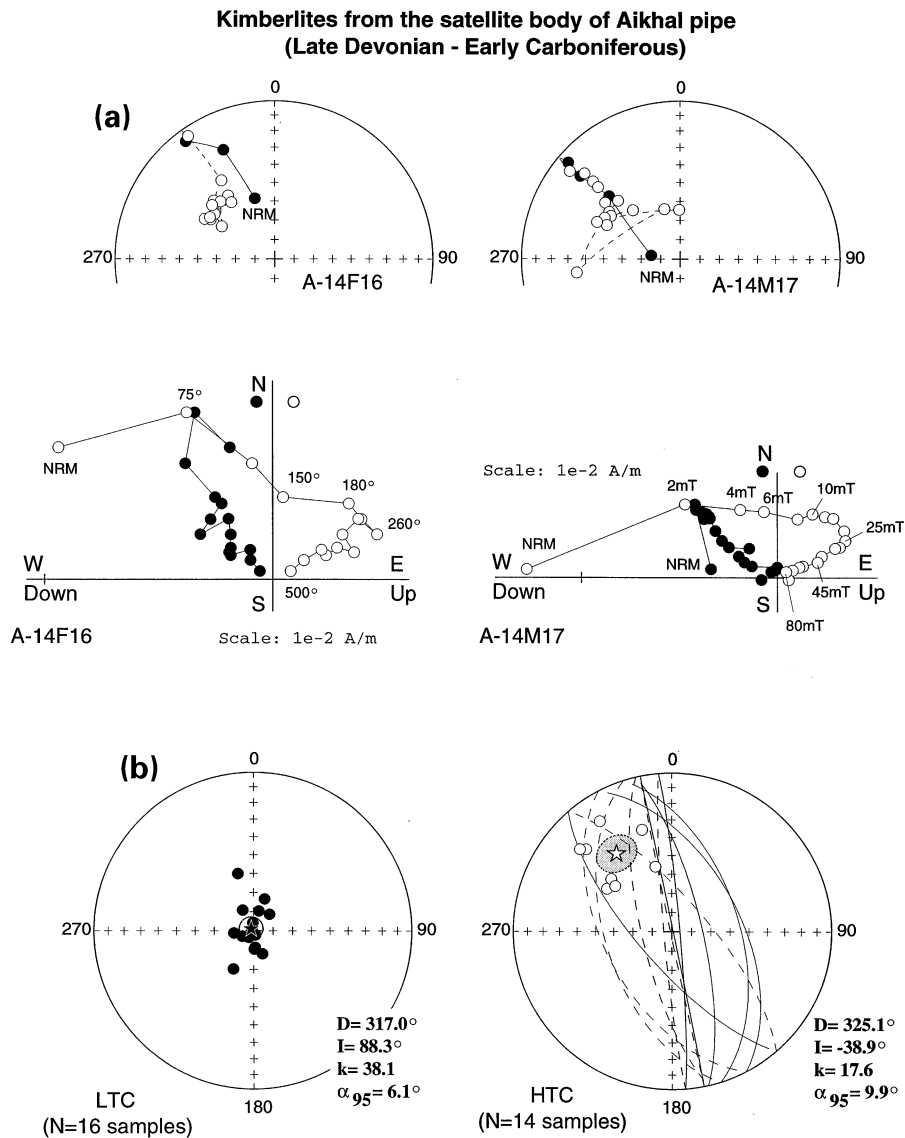 Kimberlites from the satellite body of Aikhal pipe
(Late Devonian - Early Carboniferous)
(a)
0
0
270
90
NRM
A-14F16
270
90
NRM
A-14M17
N
75°
NRM
150°
180°
260°
W
E
Down
S
500°
Up
A-14F16
Scale: 1e-2 A/m
Scale: 1e-2 A/m
N
2mT
4mT
6mT
10mT
25mT
NRM
NRM
W
E
Down
S
45mT
Up
80mT
A-14M17
(b)
0
0
270
90
270
90
D= 317.0°
I= 88.3°
k= 38.1
α95= 6.1°
LTC
(N=16 samples)
180
D= 325.1°
I= -38.9°
k= 17.6
α95= 9.9°
HTC
(N=14 samples)
180